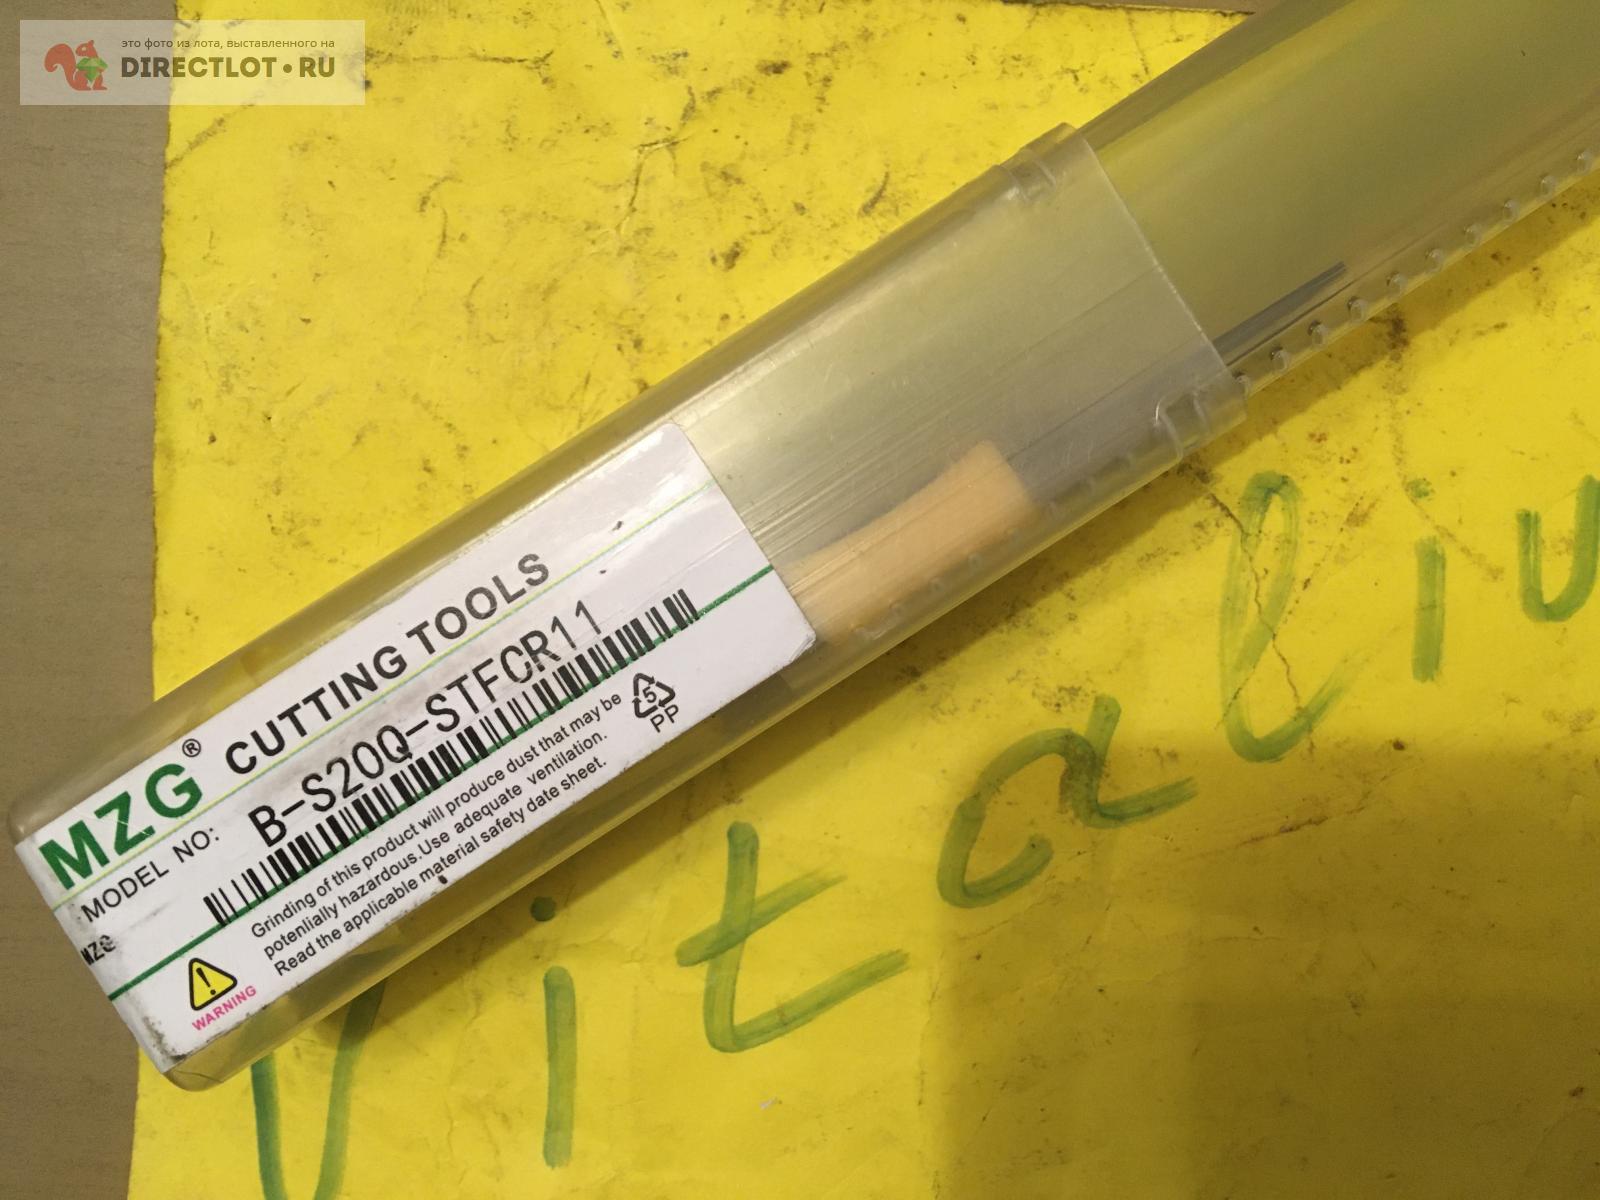 это фото из лота, выставленного на
DIRECTLOT•RU
MZG® CUTTING TOOLS
MODEL NO: B-S20Q-STFCR11
MZG
Grinding of this product will produce dust that may be
potenlially hazardous.Use adequate ventilation.
Read the applicable material safety date sheet.
WARNING
5
PP
Vitaliu